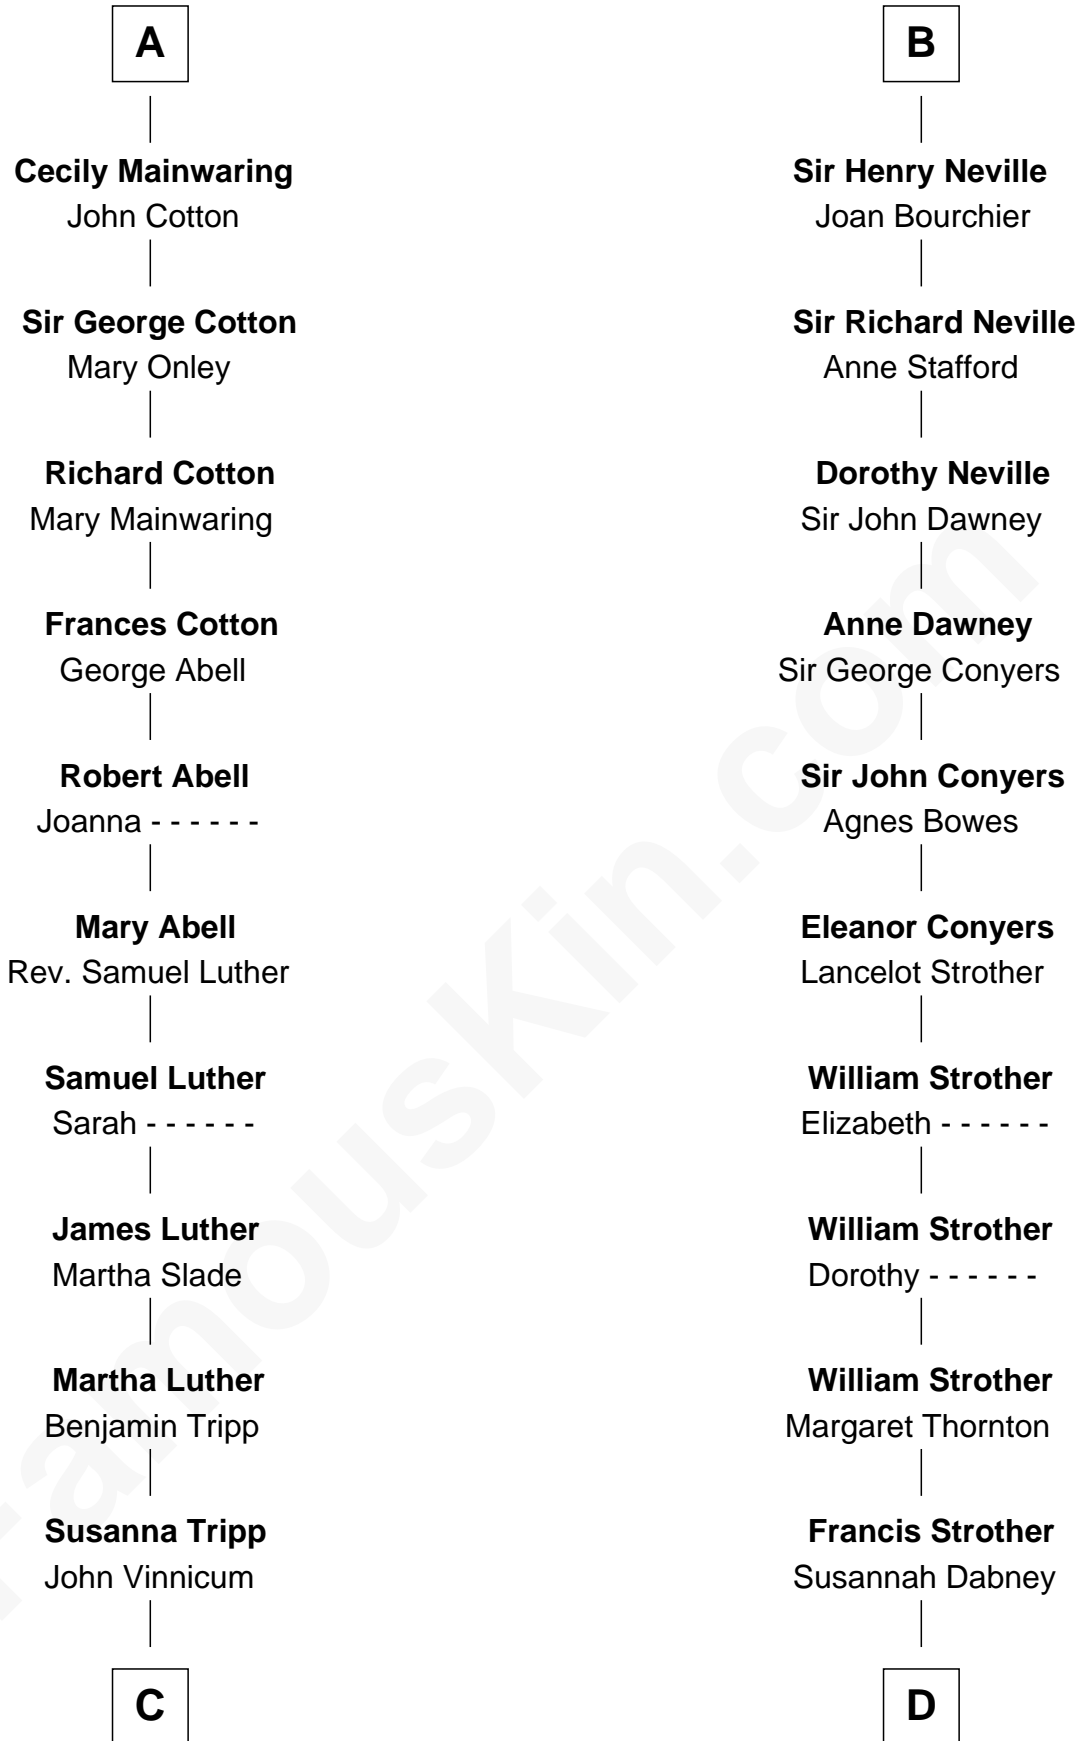 A
Cecily Mainwaring
John Cotton
Sir George Cotton
Mary Onley
Richard Cotton
Mary Mainwaring
Frances Cotton
George Abell
Robert Abell
Joanna - - - - - -
Mary Abell
Rev. Samuel Luther
Samuel Luther
Sarah - - - - - -
James Luther
Martha Slade
Martha Luther
Benjamin Tripp
Susanna Tripp
John Vinnicum
C
B
Sir Henry Neville
Joan Bourchier
Sir Richard Neville
Anne Stafford
Dorothy Neville
Sir John Dawney
Anne Dawney
Sir George Conyers
Sir John Conyers
Agnes Bowes
Eleanor Conyers
Lancelot Strother
William Strother
Elizabeth - - - - - -
William Strother
Dorothy - - - - - -
William Strother
Margaret Thornton
Francis Strother
Susannah Dabney
D
FamousKin.com